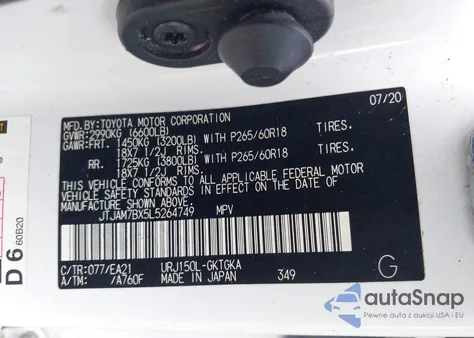 MFD.BY:TOYOTA MOTOR CORPORATION 07/20
GVWR:2990KG (6600LB)
GAWR:FRT. 1450KG (3200LB) WITH P265/60R18 TIRES.
18X7 1/2J RIMS.
RR. 1725KG (3800LB) WITH P265/60R18 TIRES.
18X7 1/2J RIMS.
THIS VEHICLE CONFORMS TO ALL APPLICABLE FEDERAL MOTOR
VEHICLE SAFETY STANDARDS IN EFFECT ON THE DATE OF
MANUFACTURE SHOWN ABOVE.
JTJAM7BX5L5264749 MPV
C/TR:077/EA21 URJ150L-GKTGKA G
A/TM: /A760F MADE IN JAPAN 349
D 6
60B20
autoSnap
Pewne auta z aukcji USA i EU